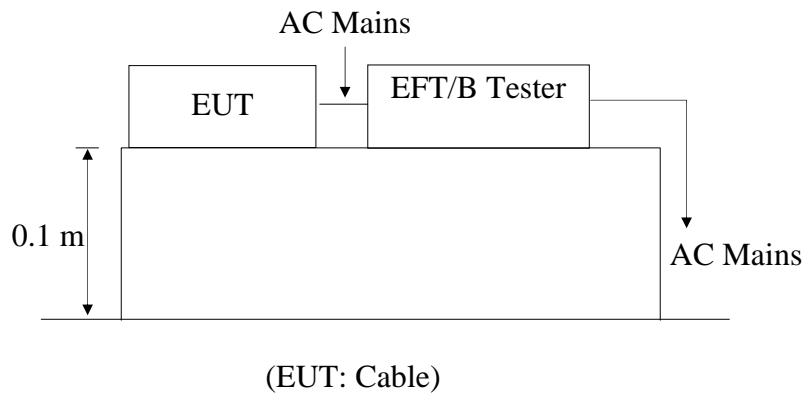 AC Mains
EUT
EFT/B Tester
0.1 m
AC Mains
(EUT: Cable)